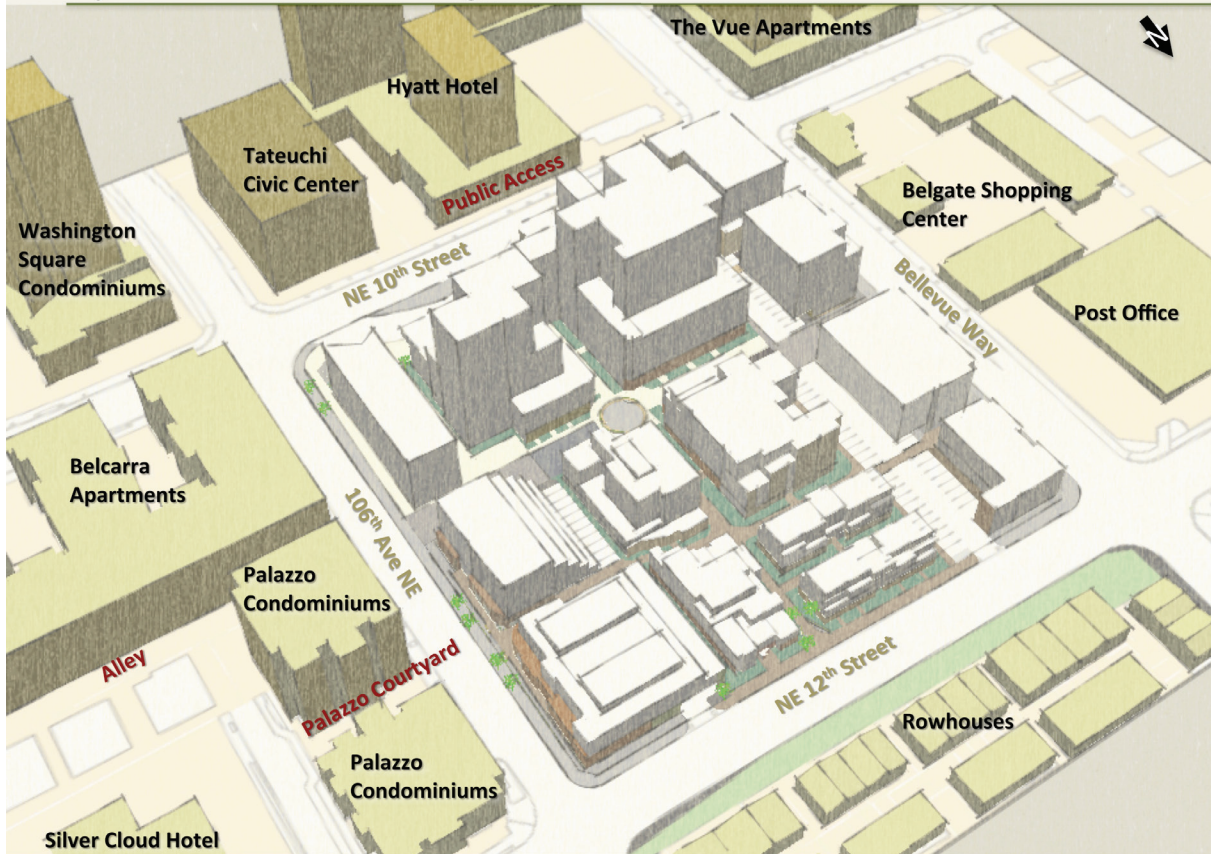 The Vue Apartments
N
Hyatt Hotel
Tateuchi
Civic Center
Public Access
Belgate Shopping
Center
Washington
Square
Condominiums
NE 10th Street
Bellevue Way
Post Office
Belcarra
Apartments
106th Ave NE
Palazzo
Condominiums
Alley
Palazzo Courtyard
NE 12th Street
Rowhouses
Palazzo
Condominiums
Silver Cloud Hotel